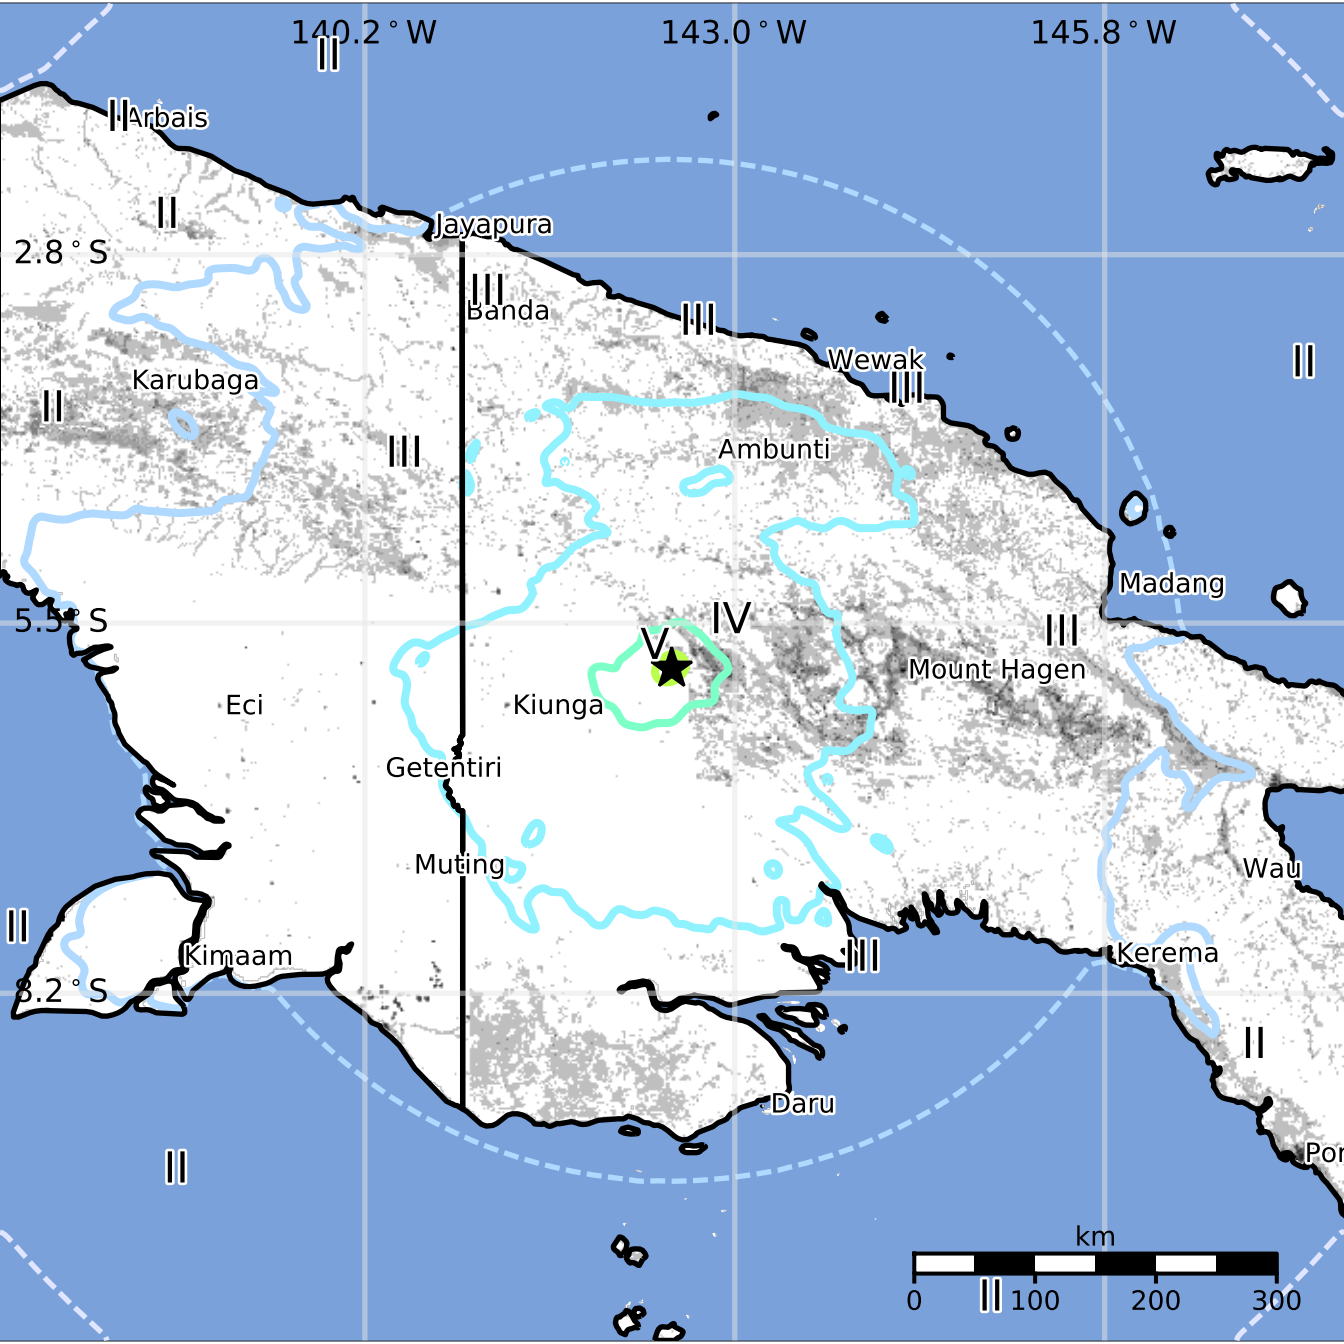 140.2°W 143.0°W 145.8°W
II
II Arbais
II
Jayapura
2.8°S
III
Banda
III
II
Wewak
III
Karubaga
II
III
Ambunti
Madang
5.5°S
IV
V
III
Mount Hagen
Eci
Kiunga
Getentiri
Muting
Wau
II
Kimaam
III
Kerema
8.2°S
II
Daru
Por
II
km
0 100 200 300
II